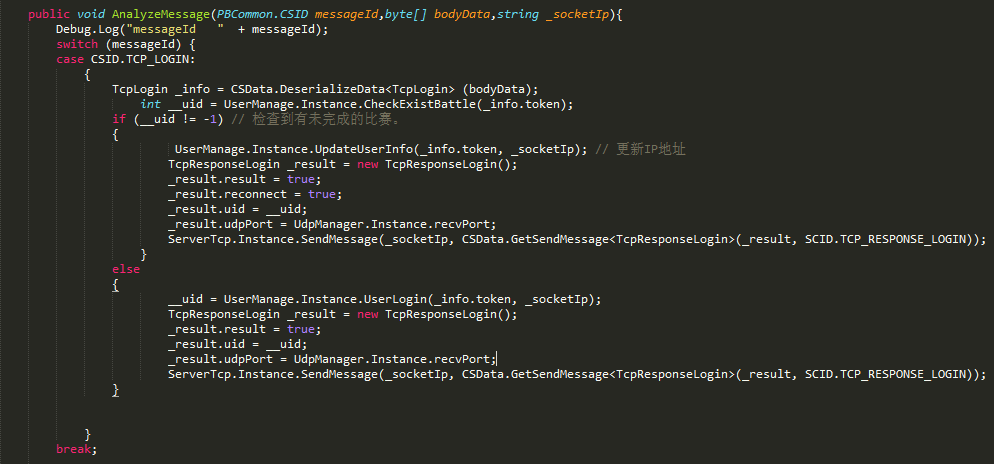 public void AnalyzeMessage(PBCommon.CSID messageId,byte[] bodyData,string _socketIp){
Debug.Log("messageId   "  + messageId);
switch (messageId) {
case CSID.TCP_LOGIN:
{
TcpLogin _info = CSData.DeserializeData<TcpLogin> (bodyData);
int __uid = UserManage.Instance.CheckExistBattle(_info.token);
if (__uid != -1) // 检查到有未完成的比赛。
{
UserManage.Instance.UpdateUserInfo(_info.token, _socketIp); // 更新IP地址
TcpResponseLogin _result = new TcpResponseLogin();
_result.result = true;
_result.reconnect = true;
_result.uid = __uid;
_result.udpPort = UdpManager.Instance.recvPort;
ServerTcp.Instance.SendMessage(_socketIp, CSData.GetSendMessage<TcpResponseLogin>(_result, SCID.TCP_RESPONSE_LOGIN));
}
else
{
__uid = UserManage.Instance.UserLogin(_info.token, _socketIp);
TcpResponseLogin _result = new TcpResponseLogin();
_result.result = true;
_result.uid = __uid;
_result.udpPort = UdpManager.Instance.recvPort;
ServerTcp.Instance.SendMessage(_socketIp, CSData.GetSendMessage<TcpResponseLogin>(_result, SCID.TCP_RESPONSE_LOGIN));
}
}
break;